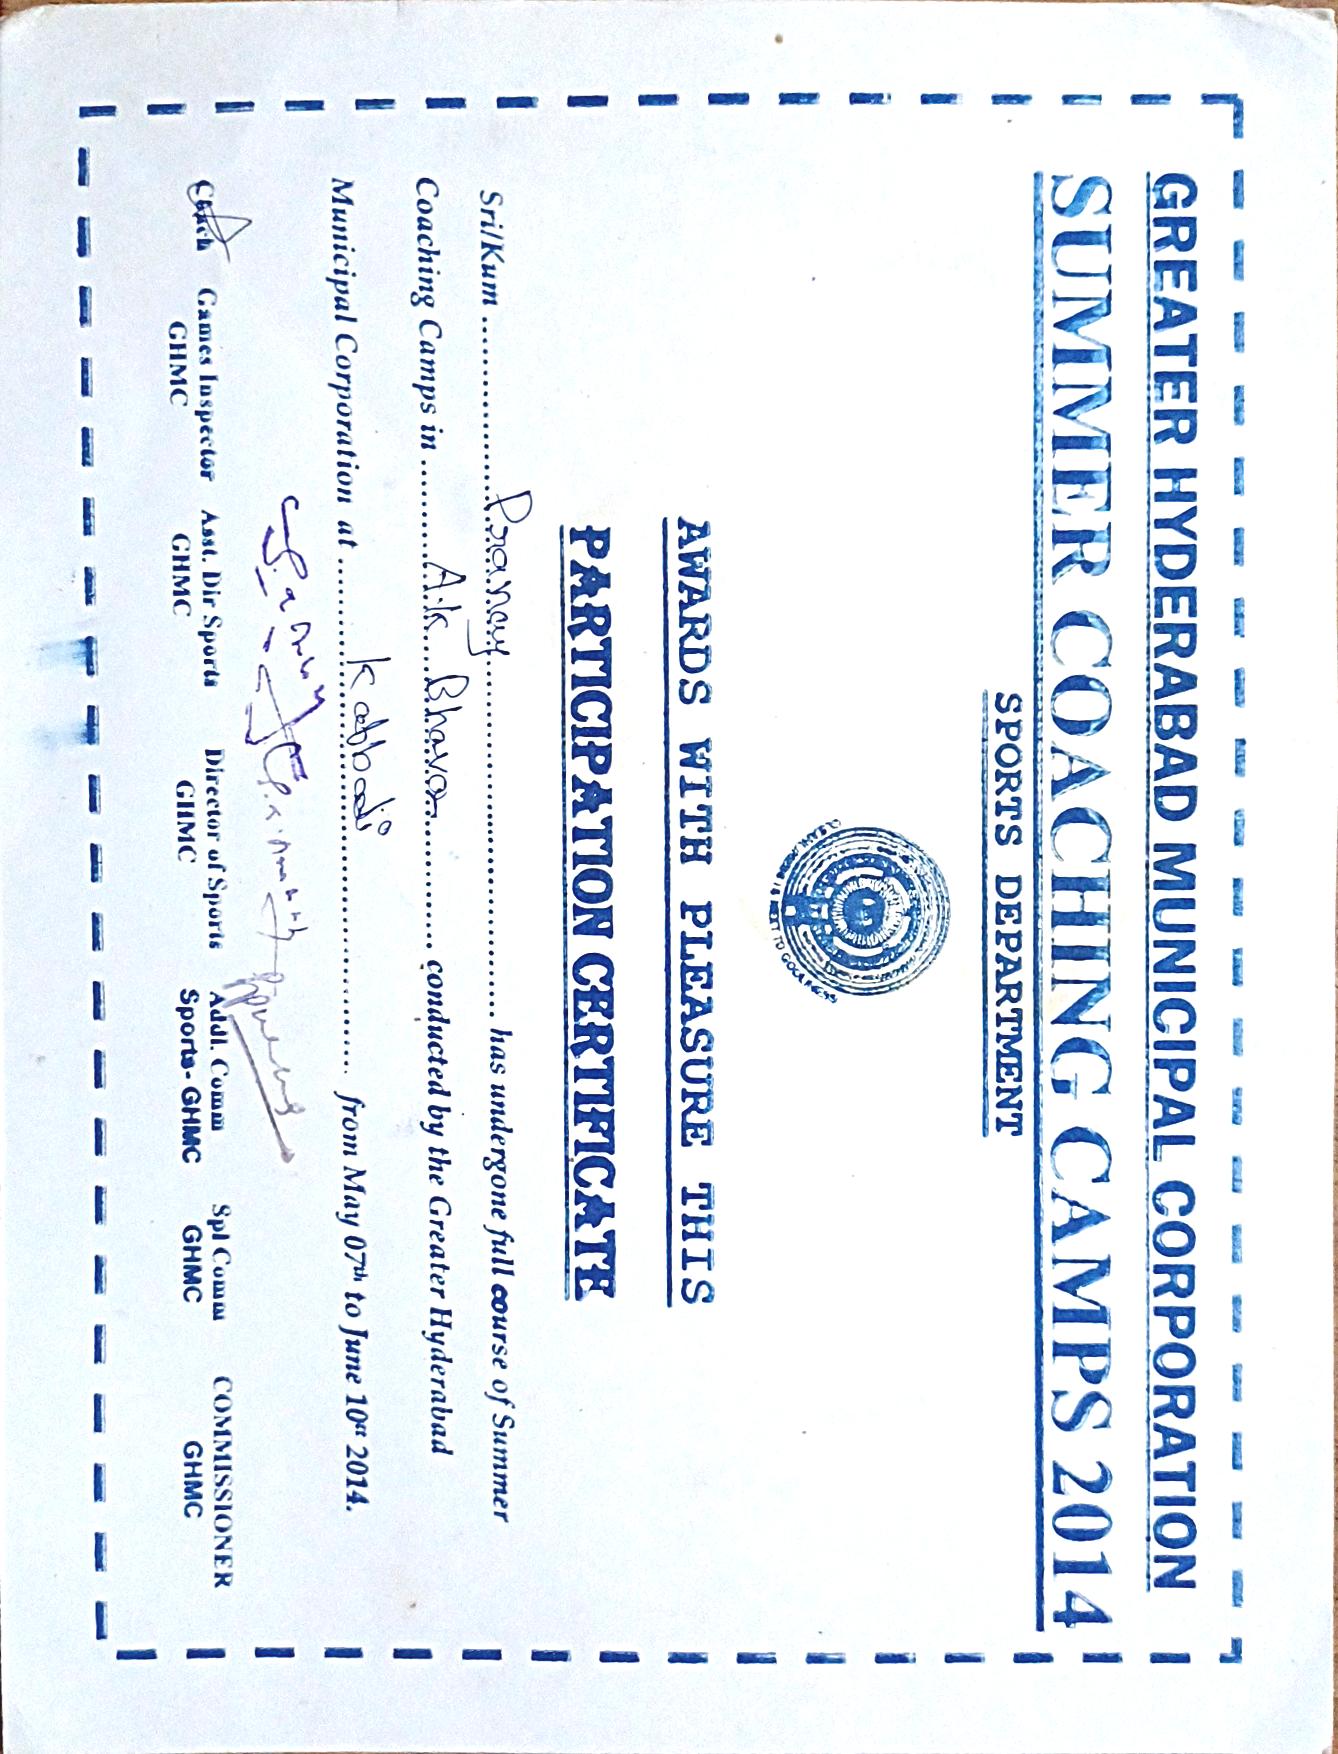 GREATER HYDERABAD MUNICIPAL CORPORATION
SUMMER COACHING CAMPS 2014
SPORTS DEPARTMENT
AWARDS WITH PLEASURE THIS
PARTICIPATION CERTIFICATE
Sri/Kum ........Pranay........ has undergone full course of Summer
Coaching Camps in ........A.k....Bhavan........ conducted by the Greater Hyderabad
Municipal Corporation at ........kabbadi........ from May 07th to June 10th 2014.
Coach Games Inspector Asst. Dir Sports Director of Sports Addl. Comm Spl Comm COMMISSIONER
GHMC GHMC GHMC Sports- GHMC GHMC GHMC